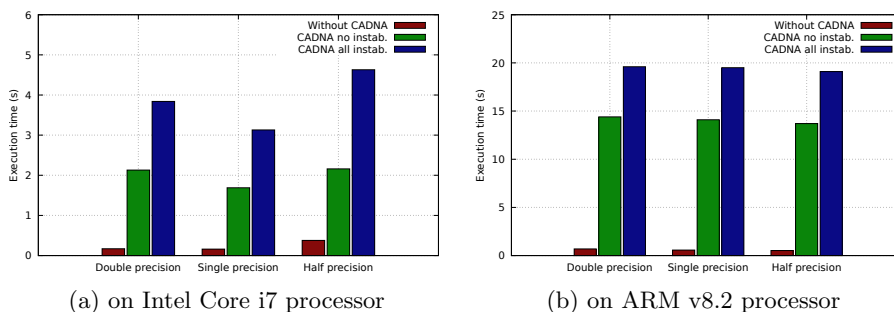 6
5
4
3
2
1
0
Execution time (s)
Without CADNA
CADNA no instab.
CADNA all instab.
Double precision Single precision Half precision
(a) on Intel Core i7 processor
25
20
15
10
5
0
Execution time (s)
Without CADNA
CADNA no instab.
CADNA all instab.
Double precision Single precision Half precision
(b) on ARM v8.2 processor